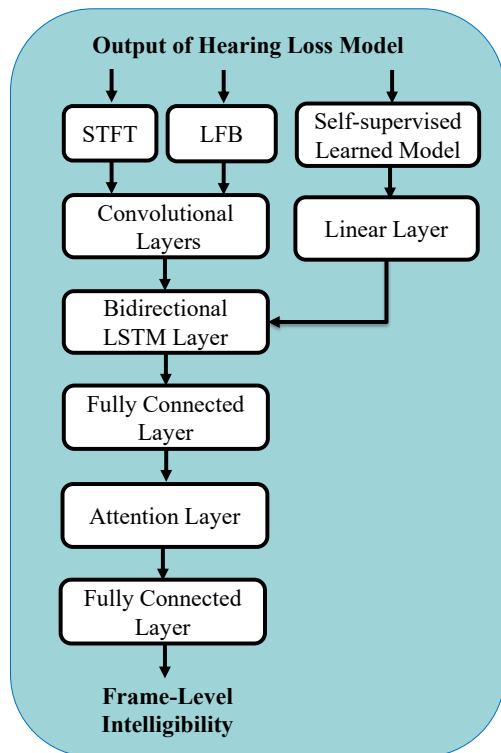 Output of Hearing Loss Model
STFT
LFB
Self-supervised
Learned Model
Convolutional
Layers
Linear Layer
Bidirectional
LSTM Layer
Fully Connected
Layer
Attention Layer
Fully Connected
Layer
Frame-Level
Intelligibility